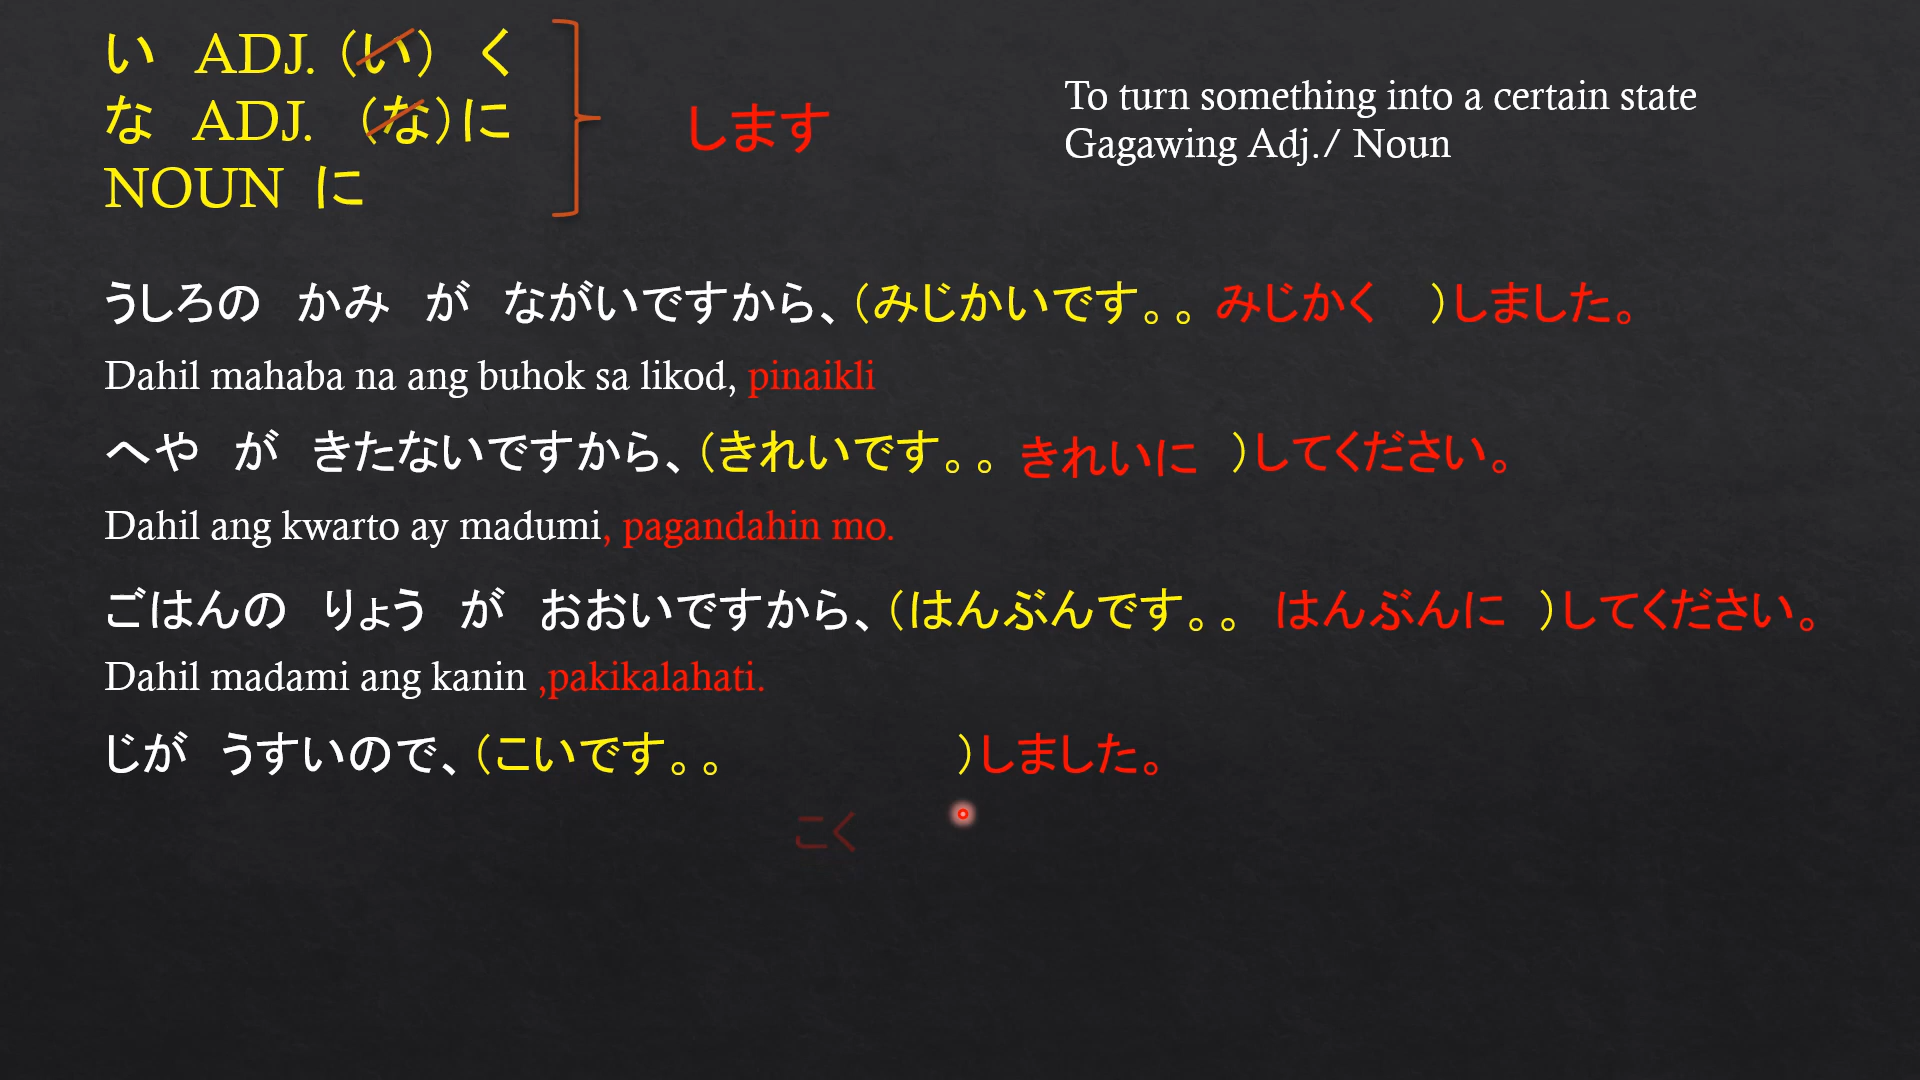 い ADJ. (い) く
な ADJ. (な)に
NOUN に
します
To turn something into a certain state
Gagawing Adj./ Noun
うしろの かみ が ながいですから、(みじかいです。。 みじかく )しました。
Dahil mahaba na ang buhok sa likod, pinaikli
へや が きたないですから、(きれいです。。 きれいに )してください。
Dahil ang kwarto ay madumi, pagandahin mo.
ごはんの りょう が おおいですから、(はんぶんです。。 はんぶんに )してください。
Dahil madami ang kanin ,pakikalahati.
じが うすいので、(こいです。。 )しました。
こく